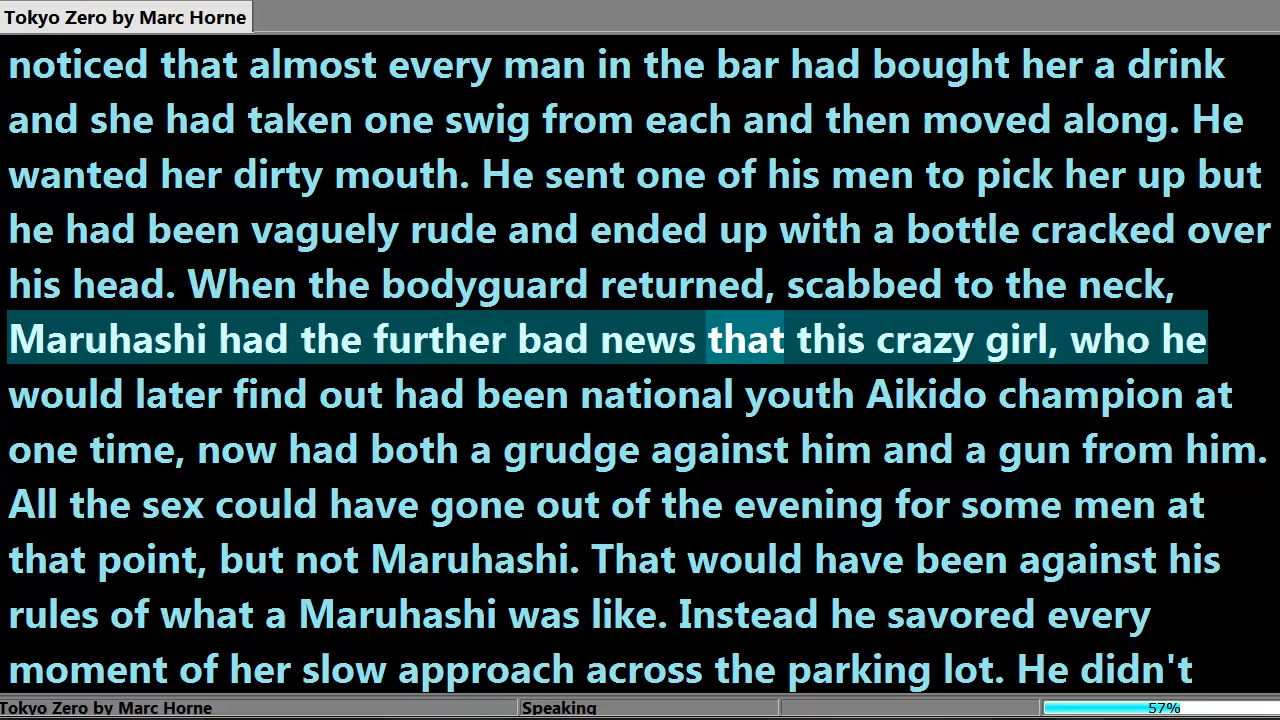 Tokyo Zero by Marc Horne
noticed that almost every man in the bar had bought her a drink
and she had taken one swig from each and then moved along. He
wanted her dirty mouth. He sent one of his men to pick her up but
he had been vaguely rude and ended up with a bottle cracked over
his head. When the bodyguard returned, scabbed to the neck,
Maruhashi had the further bad news that this crazy girl, who he
would later find out had been national youth Aikido champion at
one time, now had both a grudge against him and a gun from him.
All the sex could have gone out of the evening for some men at
that point, but not Maruhashi. That would have been against his
rules of what a Maruhashi was like. Instead he savored every
moment of her slow approach across the parking lot. He didn't
Tokyo Zero by Marc Horne Speaking 57%